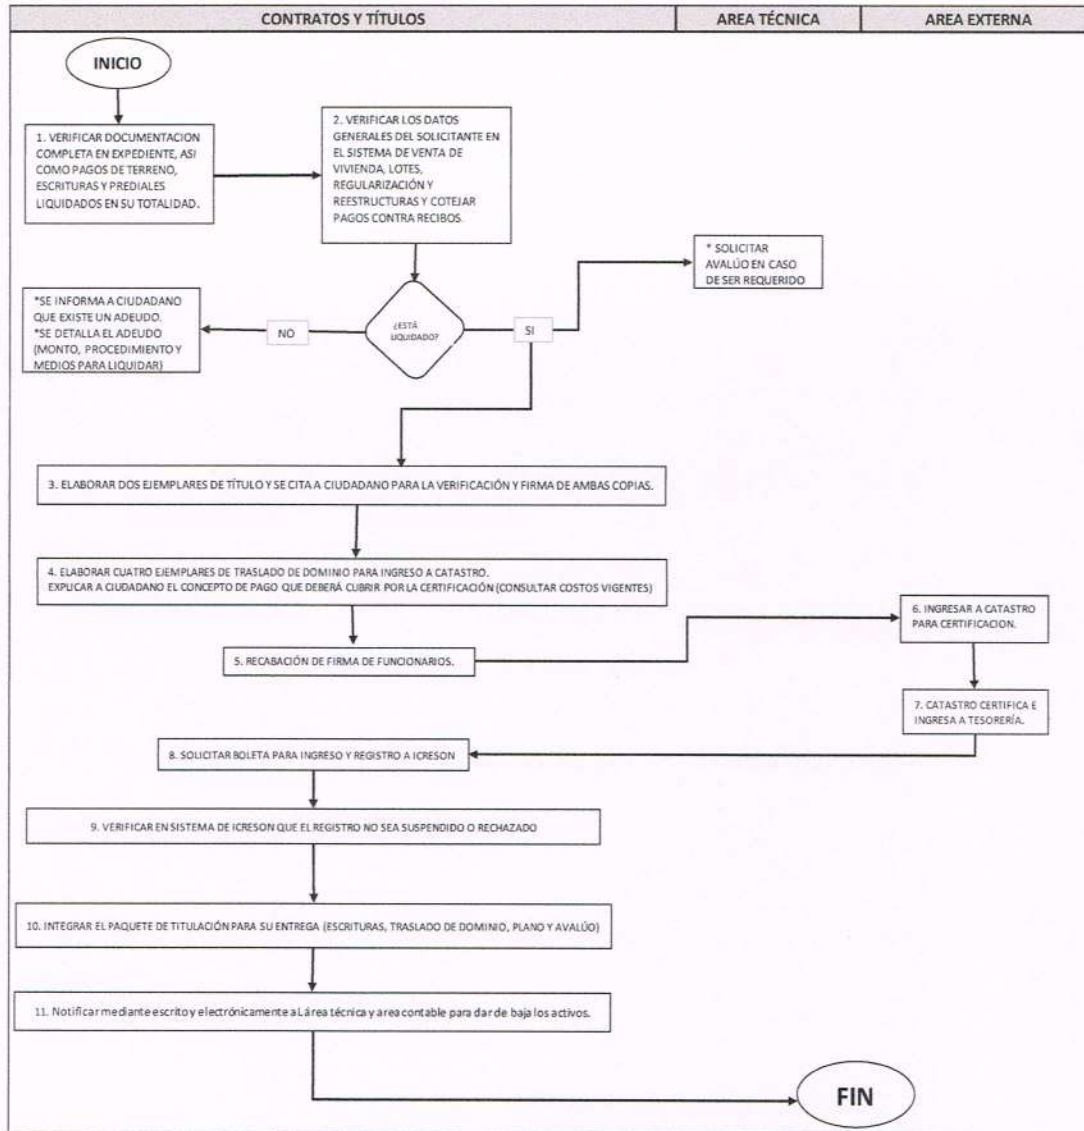 CONTRATOS Y TÍTULOS
AREA TÉCNICA
AREA EXTERNA
INICIO
1. VERIFICAR DOCUMENTACION
COMPLETA EN EXPEDIENTE, ASI
COMO PAGOS DE TERRENO,
ESCRITURAS Y PREDIALES
LIQUIDADOS EN SU TOTALIDAD.
2. VERIFICAR LOS DATOS
GENERALES DEL SOLICITANTE EN
EL SISTEMA DE VENTA DE
VIVIENDA, LOTES,
REGULARIZACIÓN Y
REESTRUCTURAS Y COTEJAR
PAGOS CONTRA RECIBOS.
* SOLICITAR
AVALÚO EN CASO
DE SER REQUERIDO
*SE INFORMA A CIUDADANO
QUE EXISTE UN ADEUDO.
*SE DETALLA EL ADEUDO
(MONTO, PROCEDIMIENTO Y
MEDIOS PARA LIQUIDAR)
NO
¿ESTÁ
LIQUIDADO?
SI
3. ELABORAR DOS EJEMPLARES DE TÍTULO Y SE CITA A CIUDADANO PARA LA VERIFICACIÓN Y FIRMA DE AMBAS COPIAS.
4. ELABORAR CUATRO EJEMPLARES DE TRASLADO DE DOMINIO PARA INGRESO A CATASTRO.
EXPLICAR A CIUDADANO EL CONCEPTO DE PAGO QUE DEBERÁ CUBRIR POR LA CERTIFICACIÓN (CONSULTAR COSTOS VIGENTES)
5. RECABACIÓN DE FIRMA DE FUNCIONARIOS.
6. INGRESAR A CATASTRO
PARA CERTIFICACION.
7. CATASTRO CERTIFICA E
INGRESA A TESORERÍA.
8. SOLICITAR BOLETA PARA INGRESO Y REGISTRO A ICRESON
9. VERIFICAR EN SISTEMA DE ICRESON QUE EL REGISTRO NO SEA SUSPENDIDO O RECHAZADO
10. INTEGRAR EL PAQUETE DE TITULACIÓN PARA SU ENTREGA (ESCRITURAS, TRASLADO DE DOMINIO, PLANO Y AVALÚO)
11. Notificar mediante escrito y electrónicamente a L área técnica y area contable para dar de baja los activos.
FIN